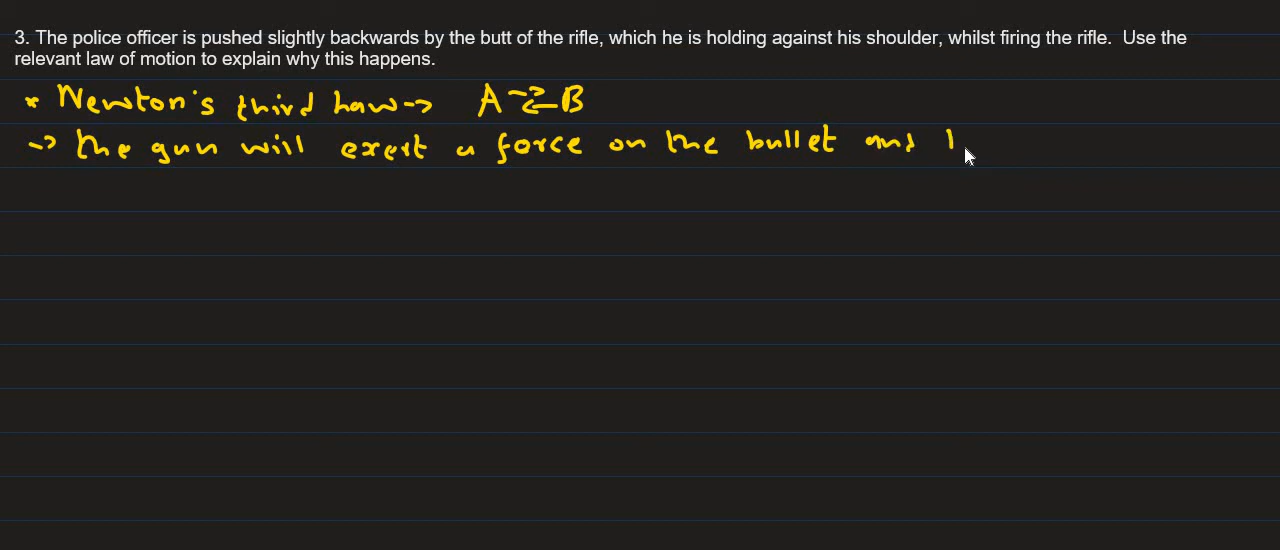 3. The police officer is pushed slightly backwards by the butt of the rifle, which he is holding against his shoulder, whilst firing the rifle. Use the
relevant law of motion to explain why this happens.
* Newton's third Law → A ⇄ B
→ The gun will exert a force on the bullet and